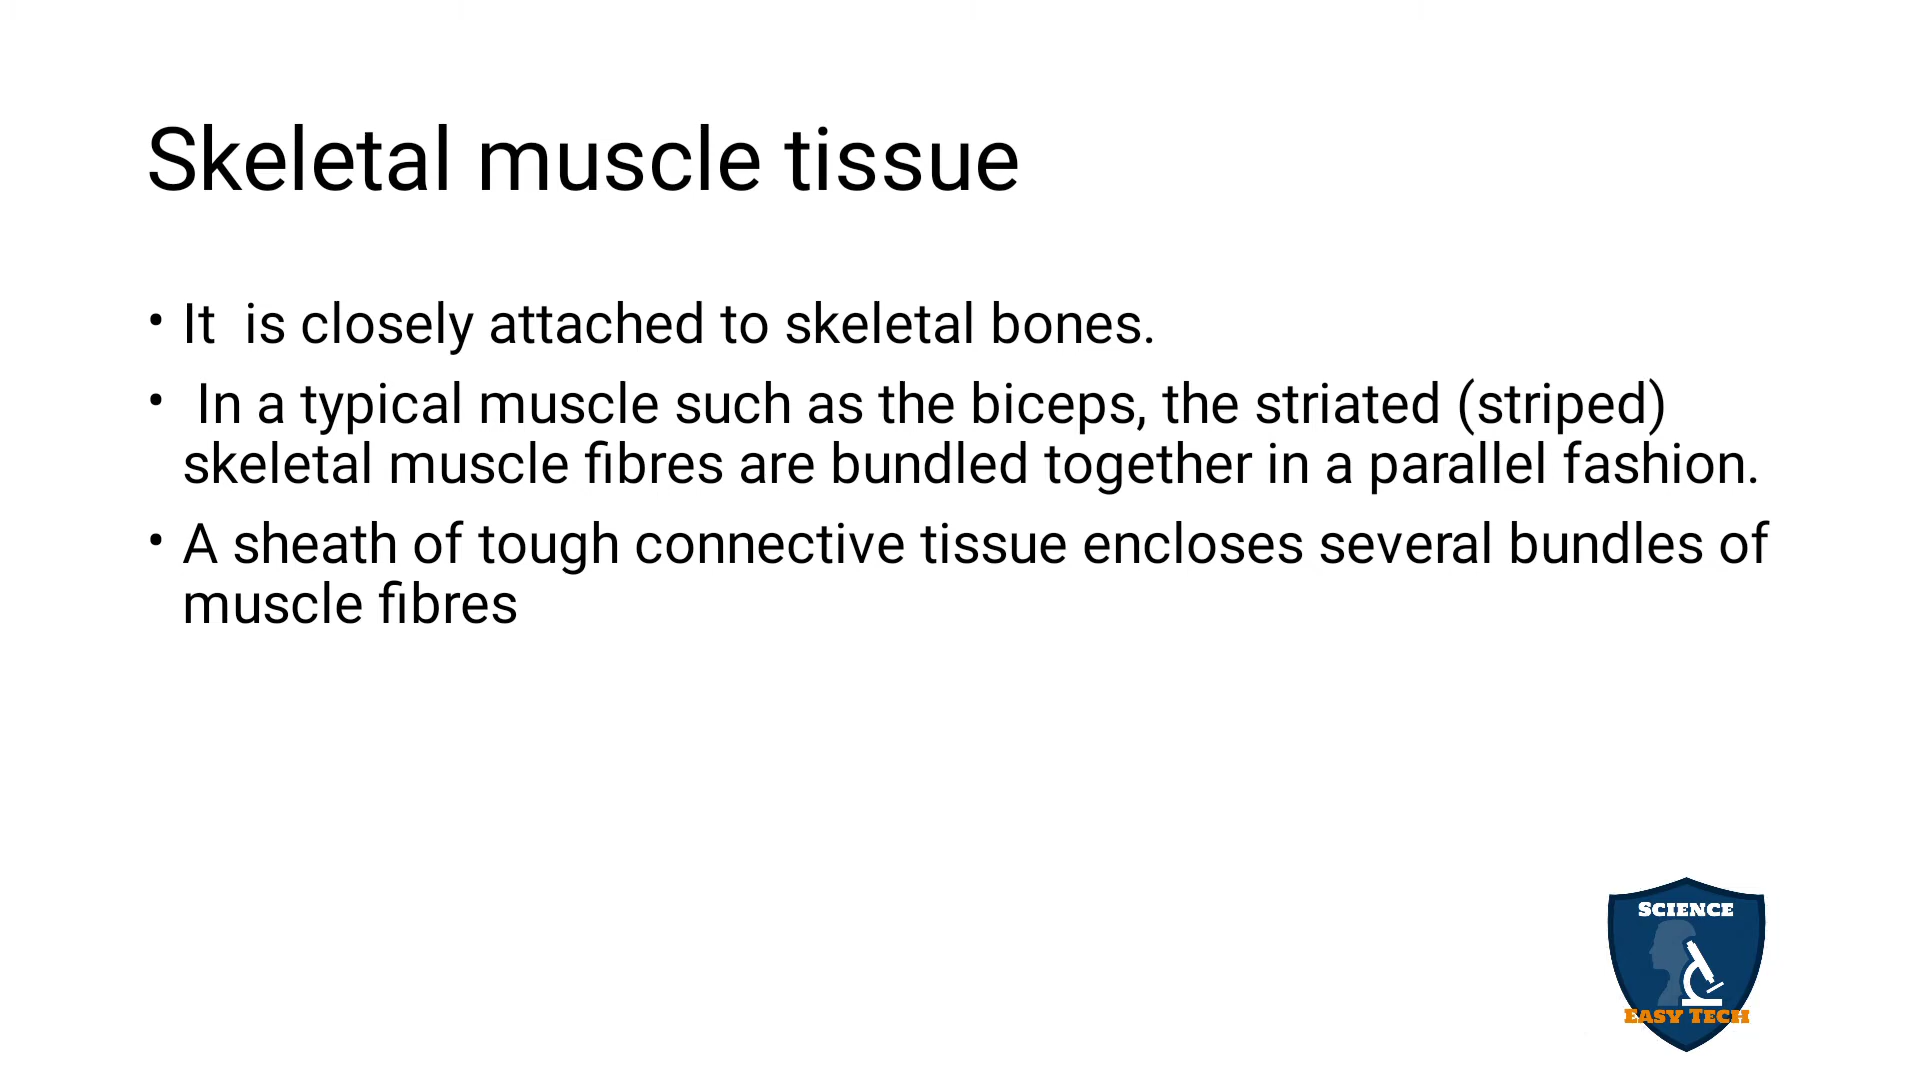 Skeletal muscle tissue
• It  is closely attached to skeletal bones.
•  In a typical muscle such as the biceps, the striated (striped)
skeletal muscle fibres are bundled together in a parallel fashion.
• A sheath of tough connective tissue encloses several bundles of
muscle fibres
SCIENCE
EASY TECH